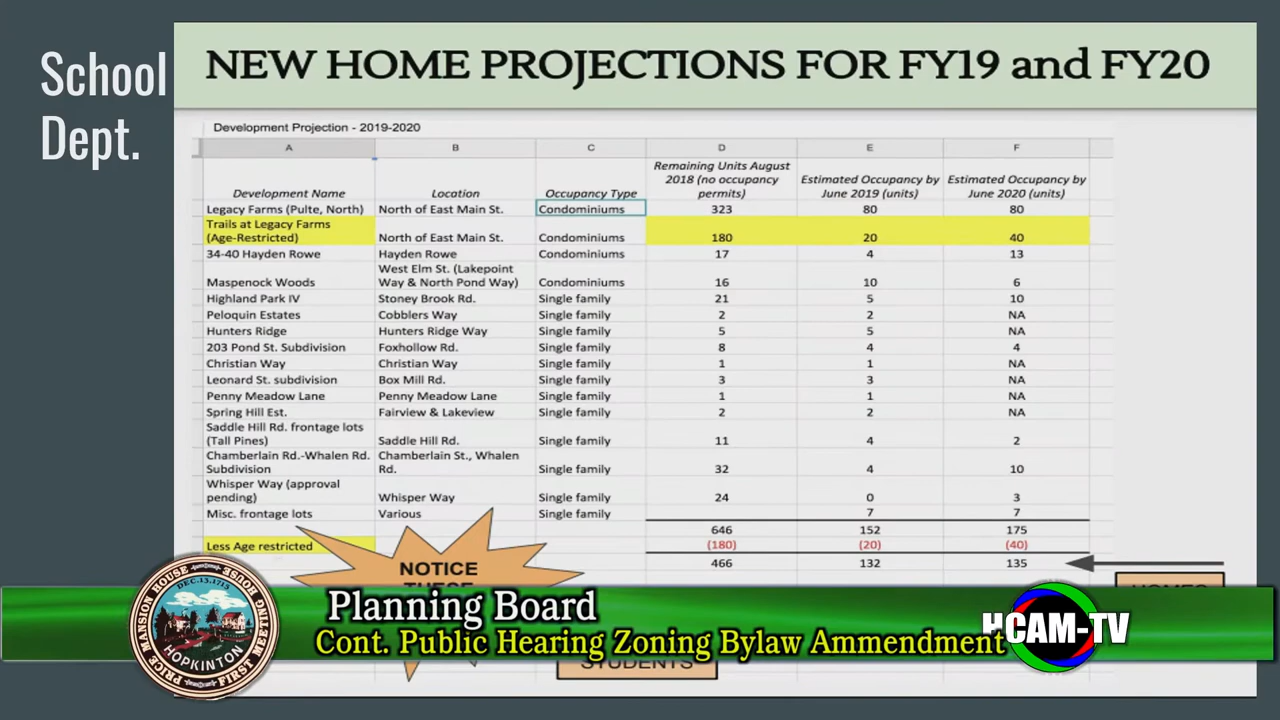 School
Dept.
NEW HOME PROJECTIONS FOR FY19 and FY20
Development Projection - 2019-2020
A B C D E F
Development Name Location Occupancy Type Remaining Units August 2018 (no occupancy permits) Estimated Occupancy by June 2019 (units) Estimated Occupancy by June 2020 (units)
Legacy Farms (Pulte, North) North of East Main St. Condominiums 323 80 80
Trails at Legacy Farms (Age-Restricted) North of East Main St. Condominiums 180 20 40
34-40 Hayden Rowe Hayden Rowe Condominiums 17 4 13
Maspenock Woods West Elm St. (Lakepoint Way & North Pond Way) Condominiums 16 10 6
Highland Park IV Stoney Brook Rd. Single family 21 5 10
Peloquin Estates Cobblers Way Single family 2 2 NA
Hunters Ridge Hunters Ridge Way Single family 5 5 NA
203 Pond St. Subdivision Foxhollow Rd. Single family 8 4 4
Christian Way Christian Way Single family 1 1 NA
Leonard St. subdivision Box Mill Rd. Single family 3 3 NA
Penny Meadow Lane Penny Meadow Lane Single family 1 1 NA
Spring Hill Est. Fairview & Lakeview Single family 2 2 NA
Saddle Hill Rd. frontage lots (Tall Pines) Saddle Hill Rd. Single family 11 4 2
Chamberlain Rd.-Whalen Rd. Subdivision Chamberlain St., Whalen Rd. Single family 32 4 10
Whisper Way (approval pending) Whisper Way Single family 24 0 3
Misc. frontage lots Various Single family 7 7
646 152 175
Less Age restricted (180) (20) (40)
466 132 135
NOTICE
Planning Board
Cont. Public Hearing Zoning Bylaw Ammendment
HCAM-TV
STUDENTS
PRICE MANSION HOUSE FIRST MEETING HOUSE
DEC.13.1715
HOPKINTON